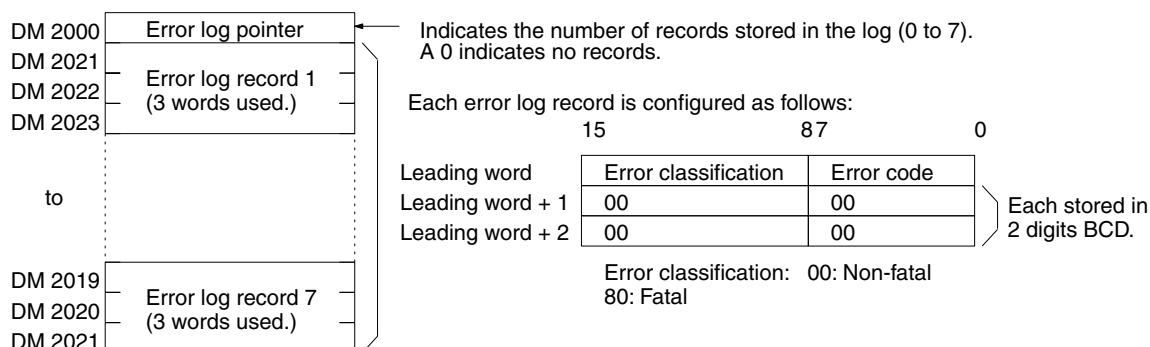 DM 2000 Error log pointer
Indicates the number of records stored in the log (0 to 7).
A 0 indicates no records.
DM 2021
DM 2022
DM 2023
Error log record 1
(3 words used.)
to
DM 2019
DM 2020
DM 2021
Error log record 7
(3 words used.)
Each error log record is configured as follows:
15 8 7 0
Leading word Error classification Error code
Leading word + 1 00 00
Leading word + 2 00 00
Each stored in
2 digits BCD.
Error classification: 00: Non-fatal
80: Fatal